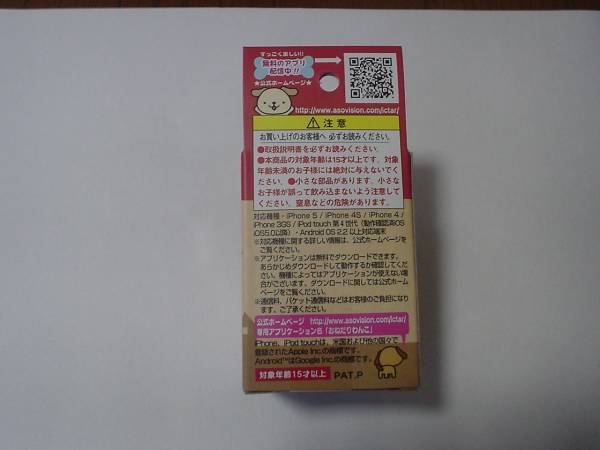 すっごく楽しい!!
無料のアプリ
配信中!!
★公式ホームページ★
http://www.asovision.com/ictar/
注意
お買い上げのお客様へ 必ずお読みください。
●取扱説明書を必ずお読みください。
●本商品の対象年齢は15才以上です。対象
年齢未満のお子様には絶対に与えないでく
ださい。●小さな部品があります。小さな
お子様が誤って飲み込まないよう注意して
ください。窒息などの危険があります。
対応機種・iPhone 5 / iPhone 4S / iPhone 4 /
iPhone 3GS / iPod touch 第4世代（動作確認済OS
iOS5.0以降）・Android OS 2.2 以上対応端末
※対応機種に関する詳しい情報は、公式ホームページを
ご覧ください。
※アプリケーションは無料でダウンロードできます。
あらかじめダウンロードして動作するか確認してくだ
さい。機種によってはアプリケーションが使えない場
合がございます。ダウンロードに関しては公式ホーム
ページをご覧ください。
※通信料、パケット通信料などはお客様のご負担になり
ます。ご了承ください。
公式ホームページ http://www.asovision.com/ictar/
専用アプリケーション名「おねだりわんこ」
iPhone、iPod touchは、米国および他の国々で
登録されたApple Inc.の商標です。
Android™はGoogle Inc.の商標です。
対象年齢15才以上
PAT.P